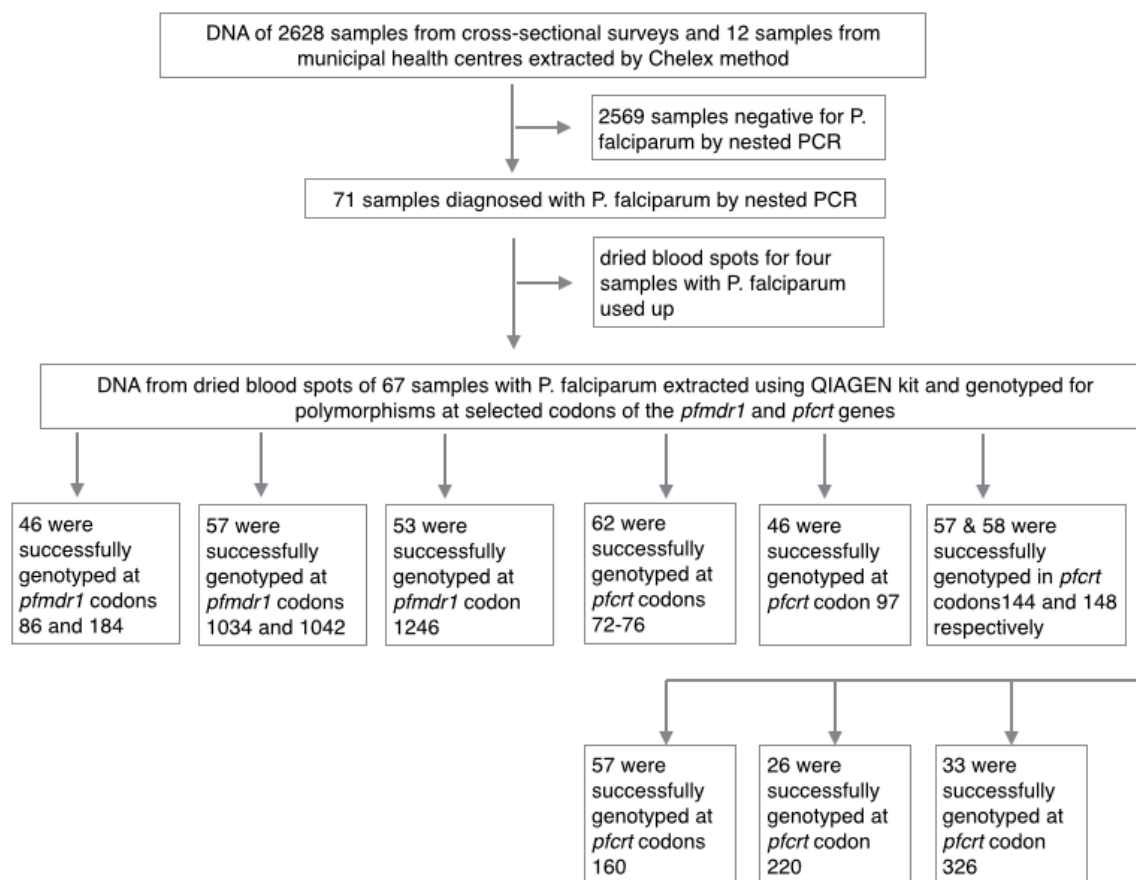 DNA of 2628 samples from cross-sectional surveys and 12 samples from
municipal health centres extracted by Chelex method
2569 samples negative for P.
falciparum by nested PCR
71 samples diagnosed with P. falciparum by nested PCR
dried blood spots for four
samples with P. falciparum
used up
DNA from dried blood spots of 67 samples with P. falciparum extracted using QIAGEN kit and genotyped for
polymorphisms at selected codons of the pfmdr1 and pfcrt genes
46 were
successfully
genotyped at
pfmdr1 codons
86 and 184
57 were
successfully
genotyped at
pfmdr1 codons
1034 and 1042
53 were
successfully
genotyped at
pfmdr1 codon
1246
62 were
successfully
genotyped at
pfcrt codons
72-76
46 were
successfully
genotyped at
pfcrt codon 97
57 & 58 were
successfully
genotyped in pfcrt
codons144 and 148
respectively
57 were
successfully
genotyped at
pfcrt codons
160
26 were
successfully
genotyped at
pfcrt codon
220
33 were
successfully
genotyped at
pfcrt codon
326